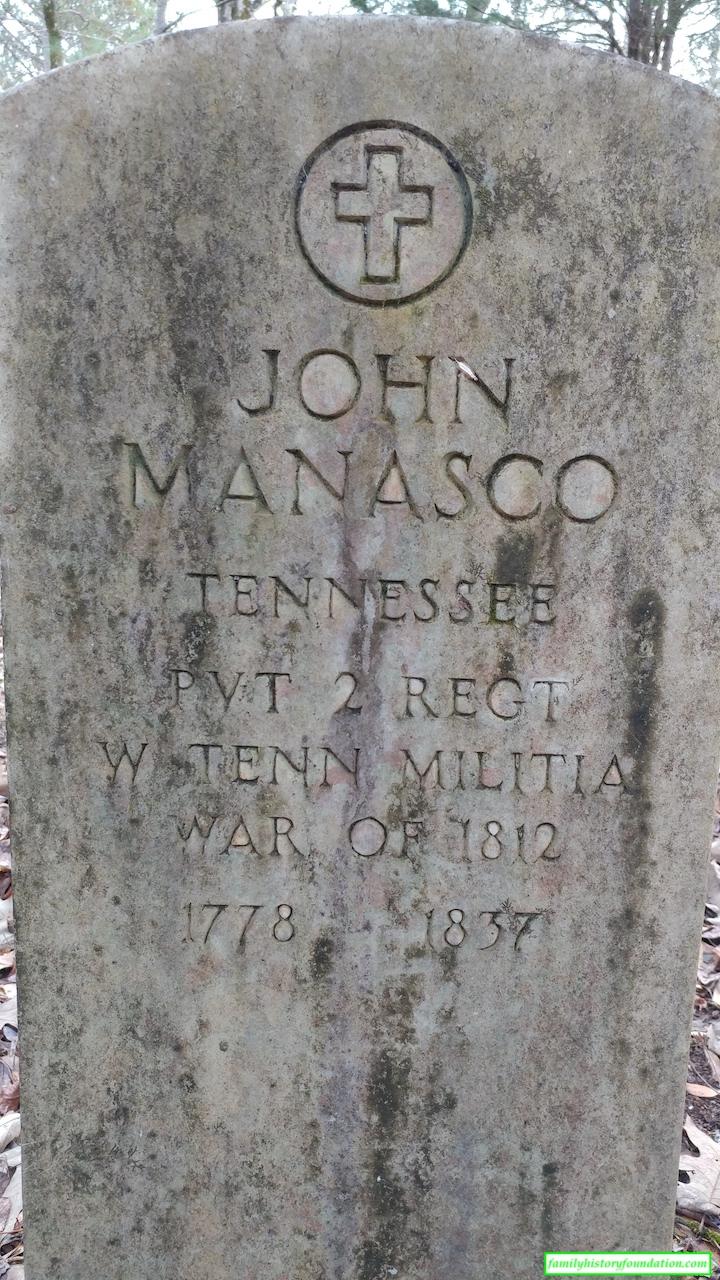 JOHN
MANASCO
TENNESSEE
PVT 2 REGT
W TENN MILITIA
WAR OF 1812
1778 1837
familyhistoryfoundation.com